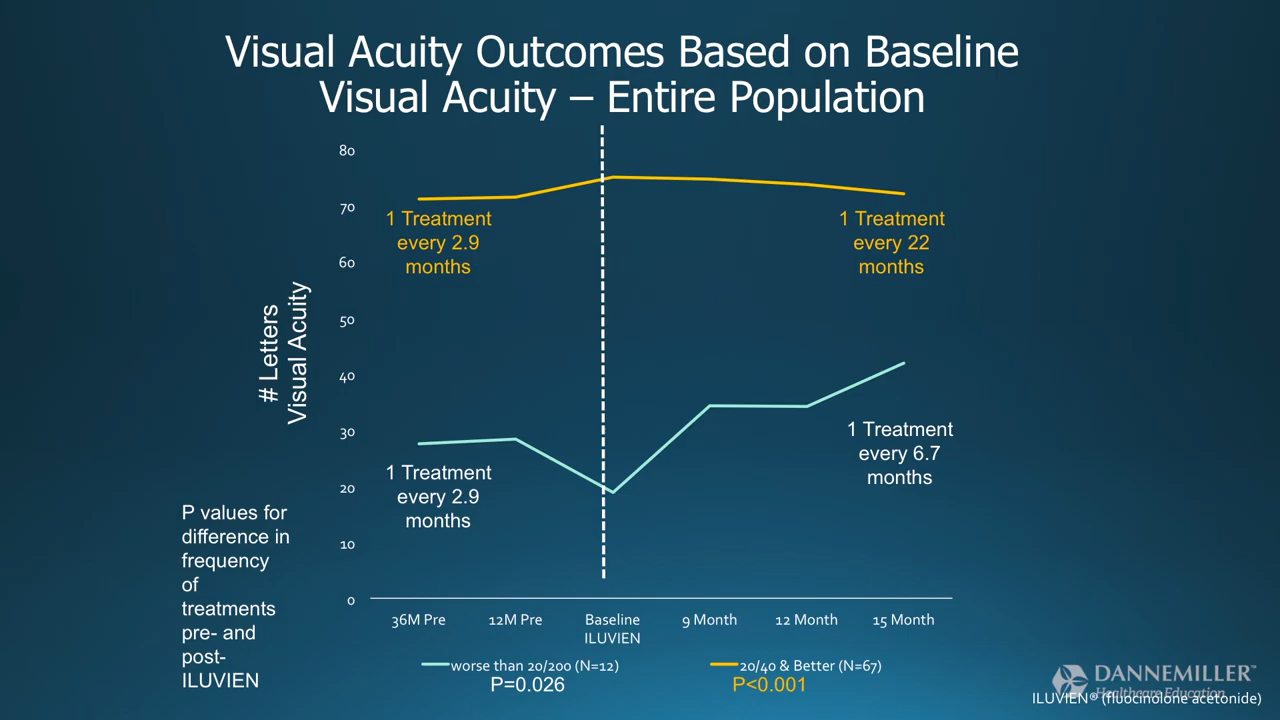 Visual Acuity Outcomes Based on Baseline
Visual Acuity – Entire Population
80
70
60
50
40
30
20
10
0
# Letters
Visual Acuity
1 Treatment
every 2.9
months
1 Treatment
every 22
months
1 Treatment
every 2.9
months
1 Treatment
every 6.7
months
P values for
difference in
frequency
of
treatments
pre- and
post-
ILUVIEN
36M Pre
12M Pre
Baseline
ILUVIEN
9 Month
12 Month
15 Month
worse than 20/200 (N=12)
20/40 & Better (N=67)
P=0.026
P<0.001
DANNEMILLER™
Healthcare Education
ILUVIEN® (fluocinolone acetonide)